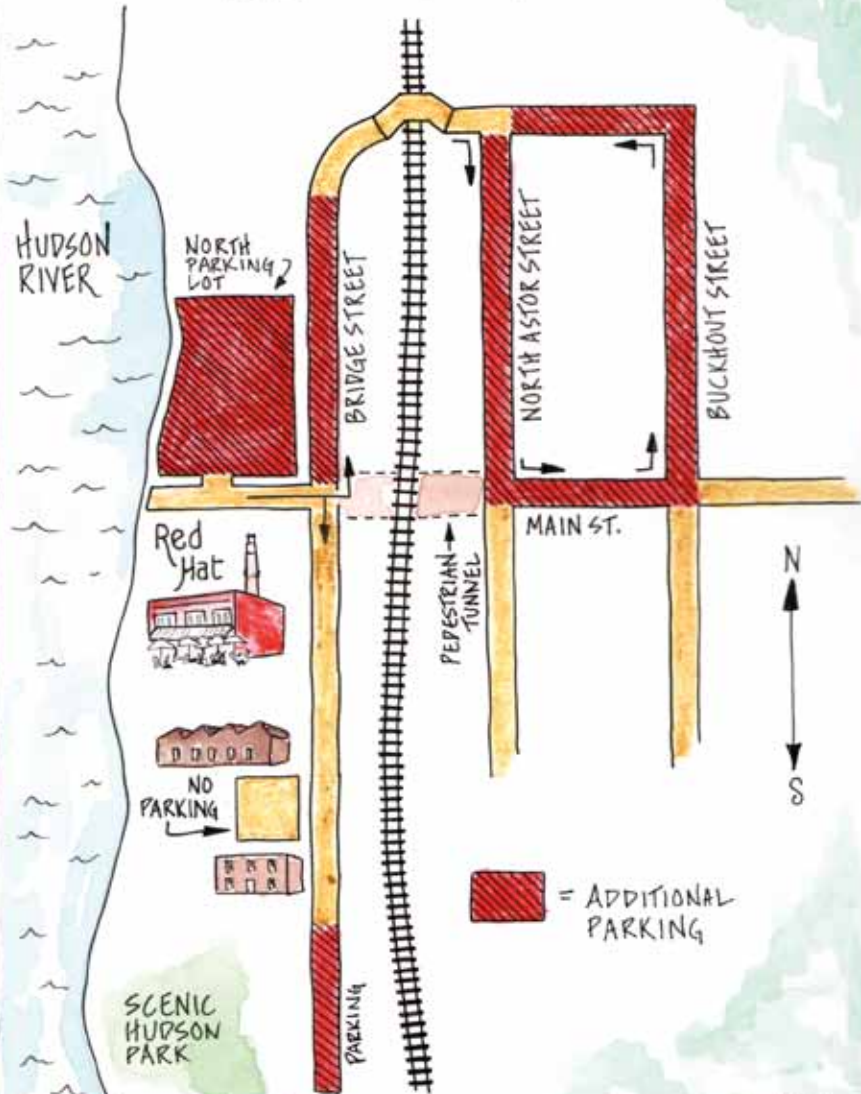 HUDSON
RIVER
NORTH
PARKING
LOT
BRIDGE STREET
NORTH ASTOR STREET
BUCKHOUT STREET
Red
Hat
MAIN ST.
PEDESTRIAN
TUNNEL
N
S
NO
PARKING
= ADDITIONAL
PARKING
SCENIC
HUDSON
PARK
PARKING